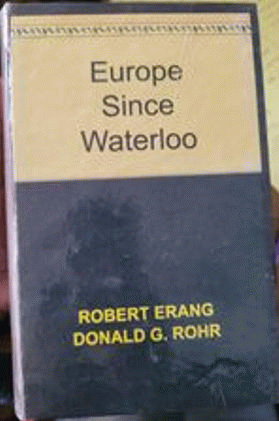 Europe
Since
Waterloo
ROBERT ERANG
DONALD G. ROHR